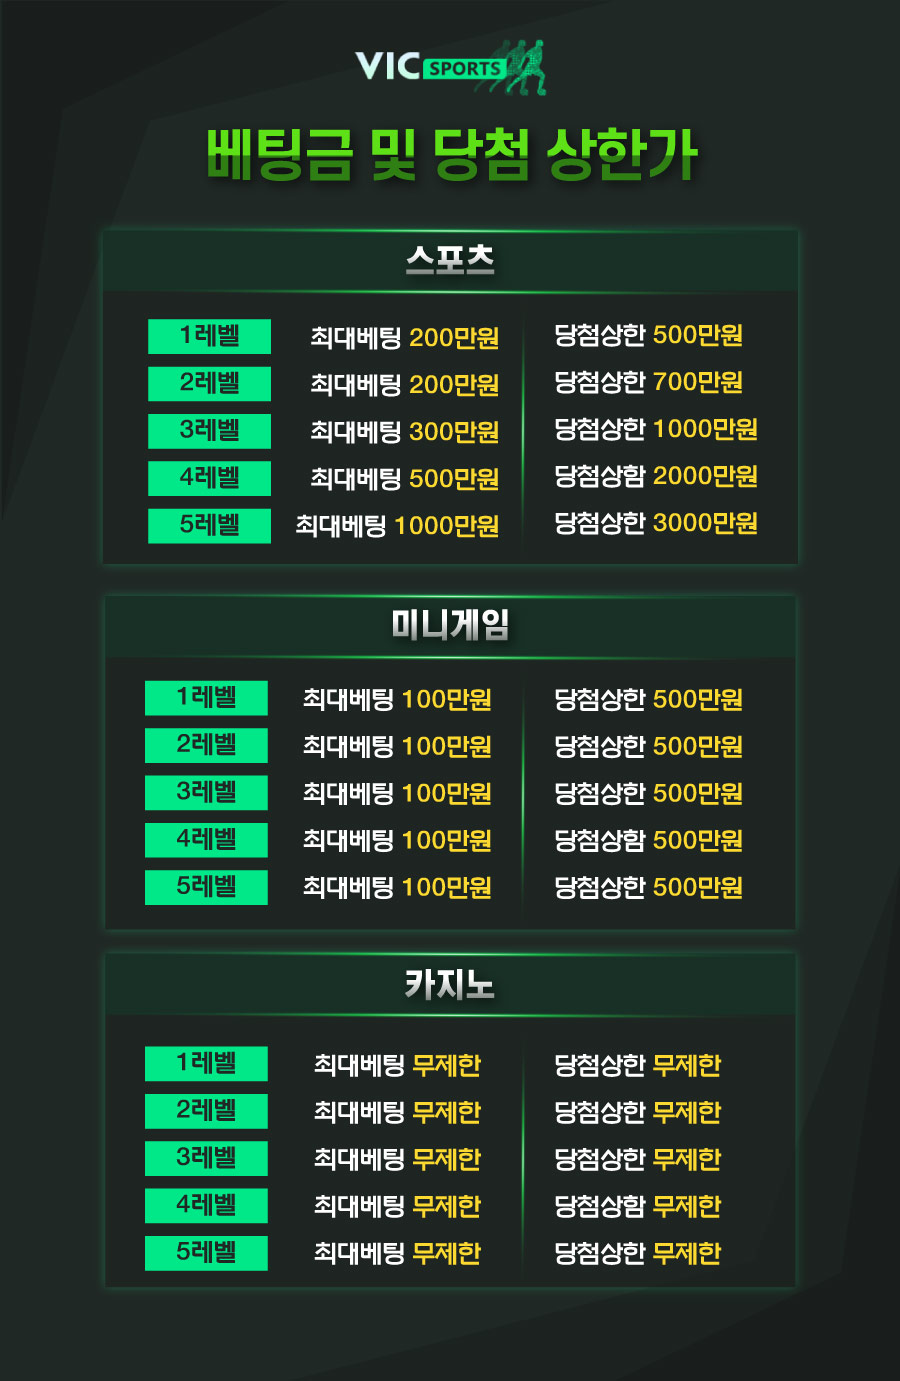 VIC SPORTS
베팅금 및 당첨 상한가
스포츠
1레벨 최대베팅 200만원 당첨상한 500만원
2레벨 최대베팅 200만원 당첨상한 700만원
3레벨 최대베팅 300만원 당첨상한 1000만원
4레벨 최대베팅 500만원 당첨상함 2000만원
5레벨 최대베팅 1000만원 당첨상한 3000만원
미니게임
1레벨 최대베팅 100만원 당첨상한 500만원
2레벨 최대베팅 100만원 당첨상한 500만원
3레벨 최대베팅 100만원 당첨상한 500만원
4레벨 최대베팅 100만원 당첨상함 500만원
5레벨 최대베팅 100만원 당첨상한 500만원
카지노
1레벨 최대베팅 무제한 당첨상한 무제한
2레벨 최대베팅 무제한 당첨상한 무제한
3레벨 최대베팅 무제한 당첨상한 무제한
4레벨 최대베팅 무제한 당첨상함 무제한
5레벨 최대베팅 무제한 당첨상한 무제한